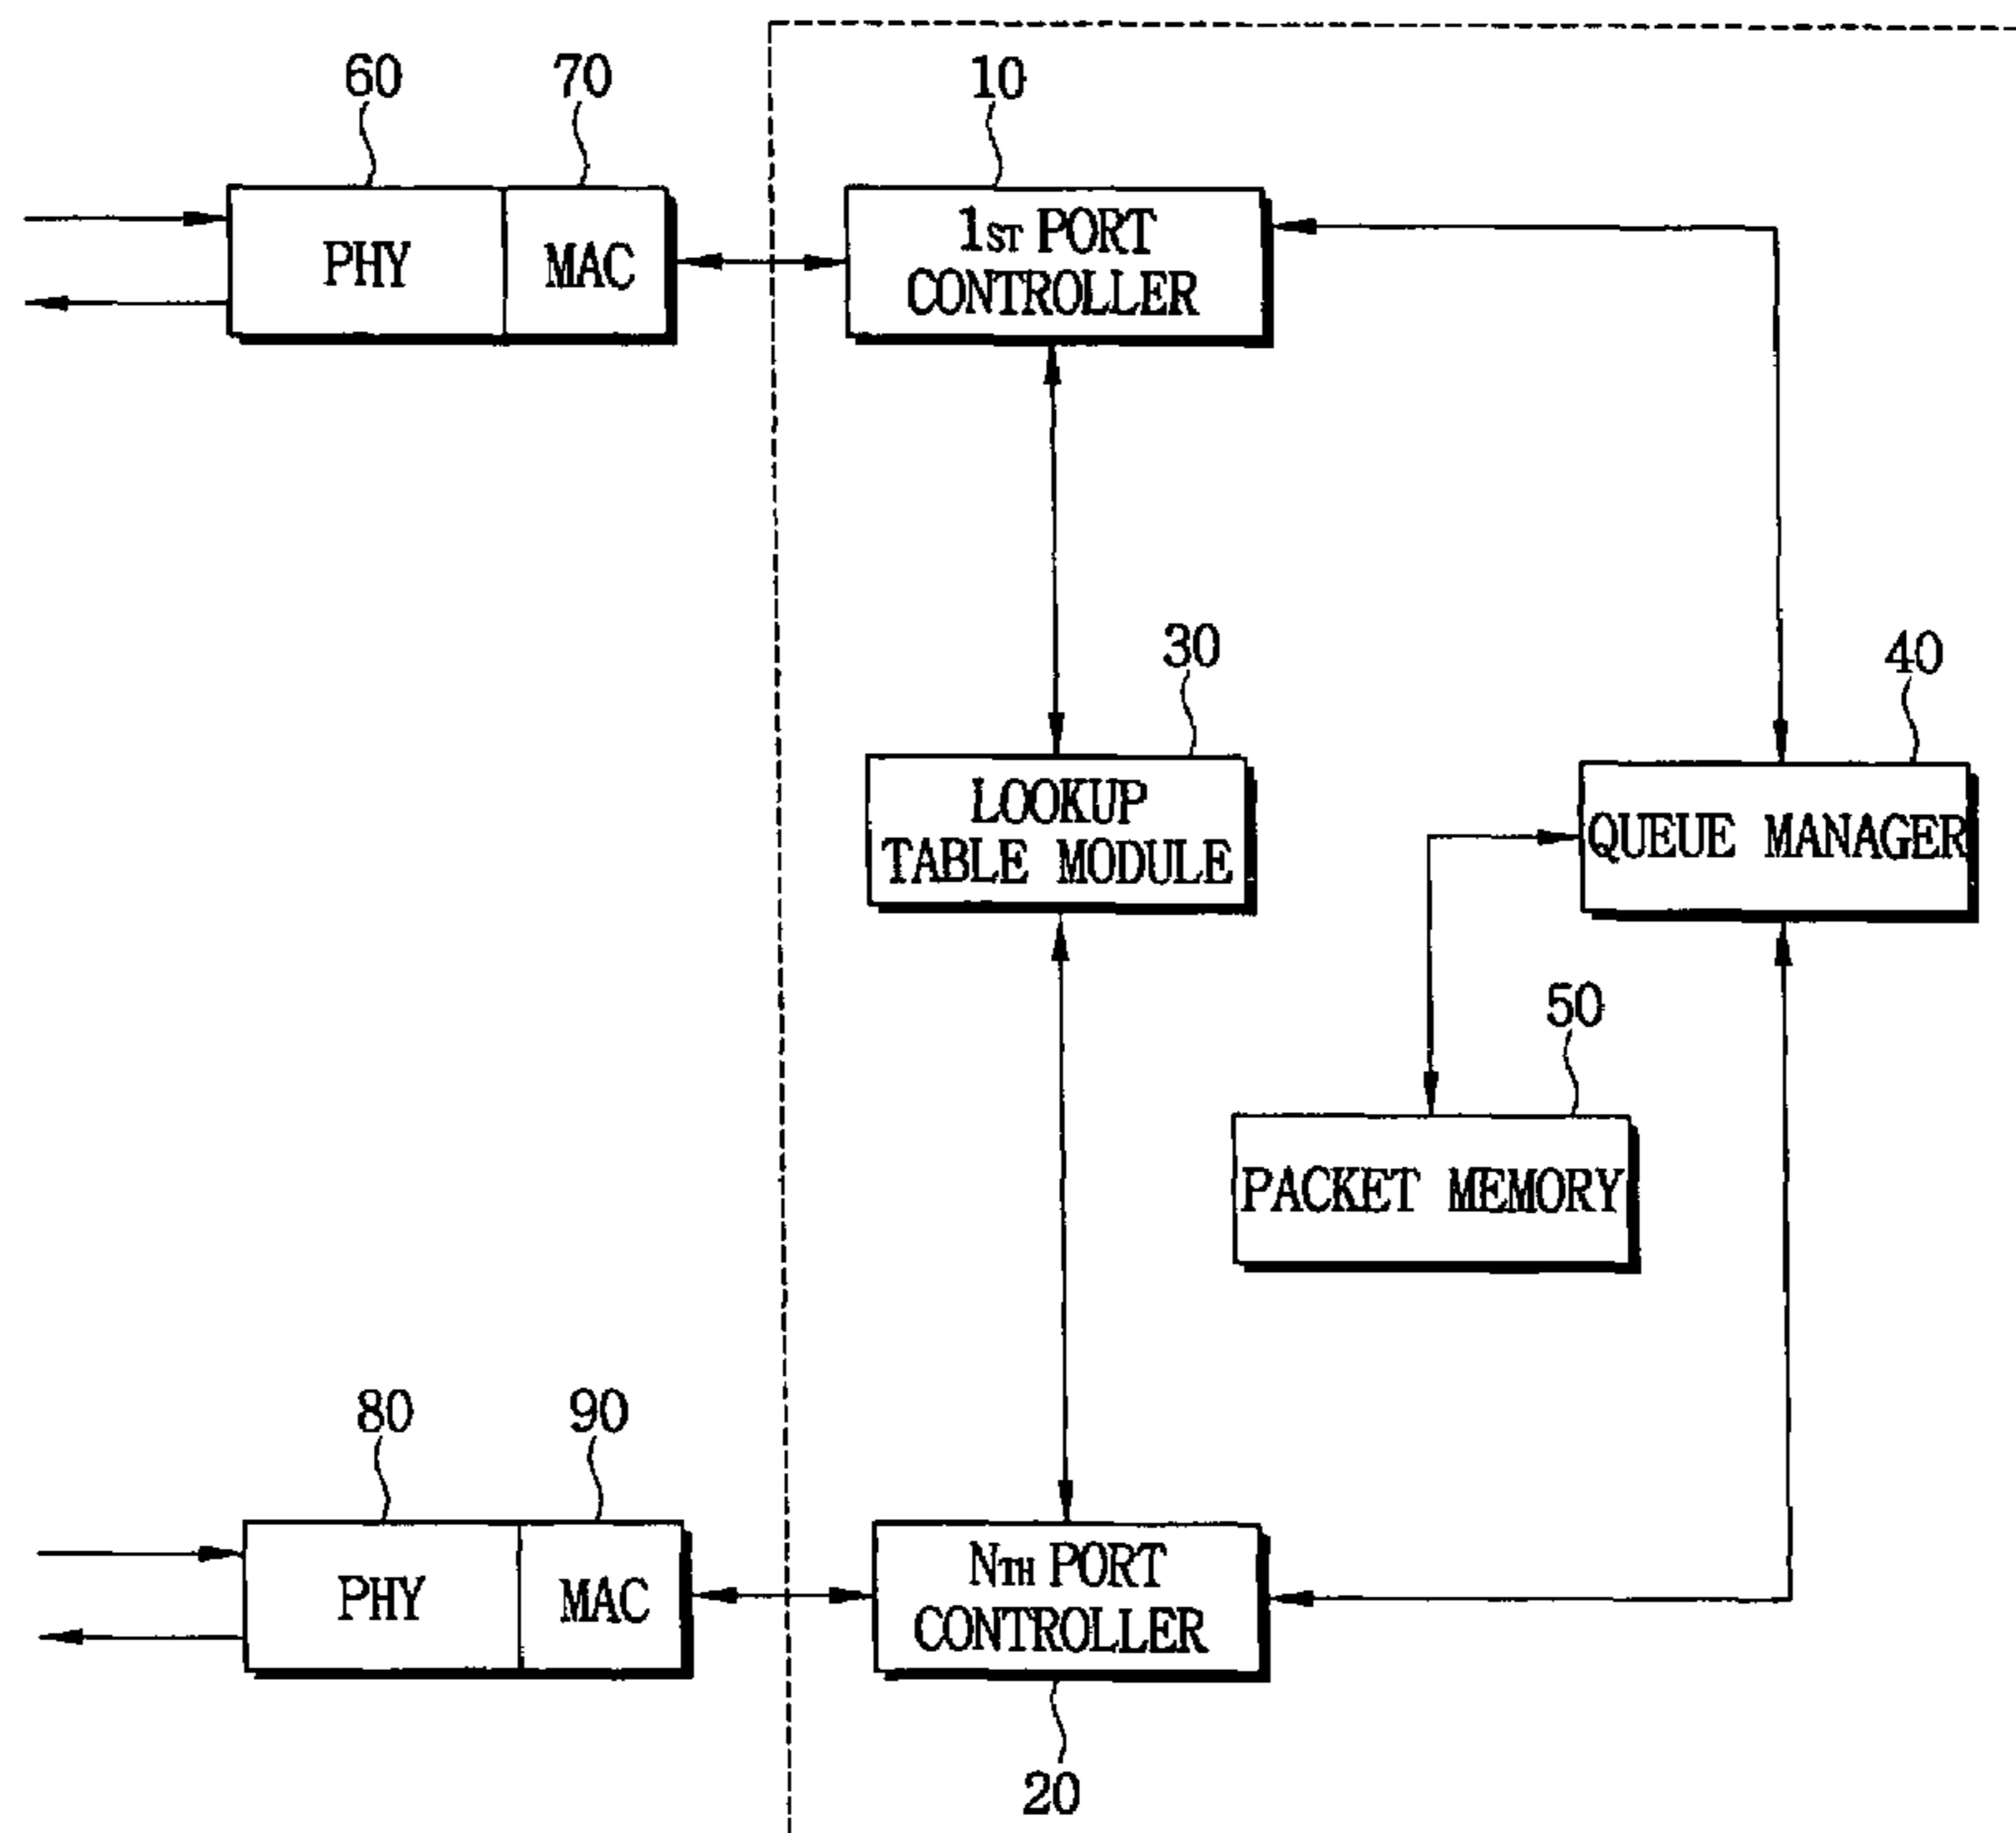 60
70
10
PHY
MAC
1ST PORT
CONTROLLER
30
40
LOOKUP
TABLE MODULE
QUEUE MANAGER
50
PACKET MEMORY
80
90
PHY
MAC
NTH PORT
CONTROLLER
20